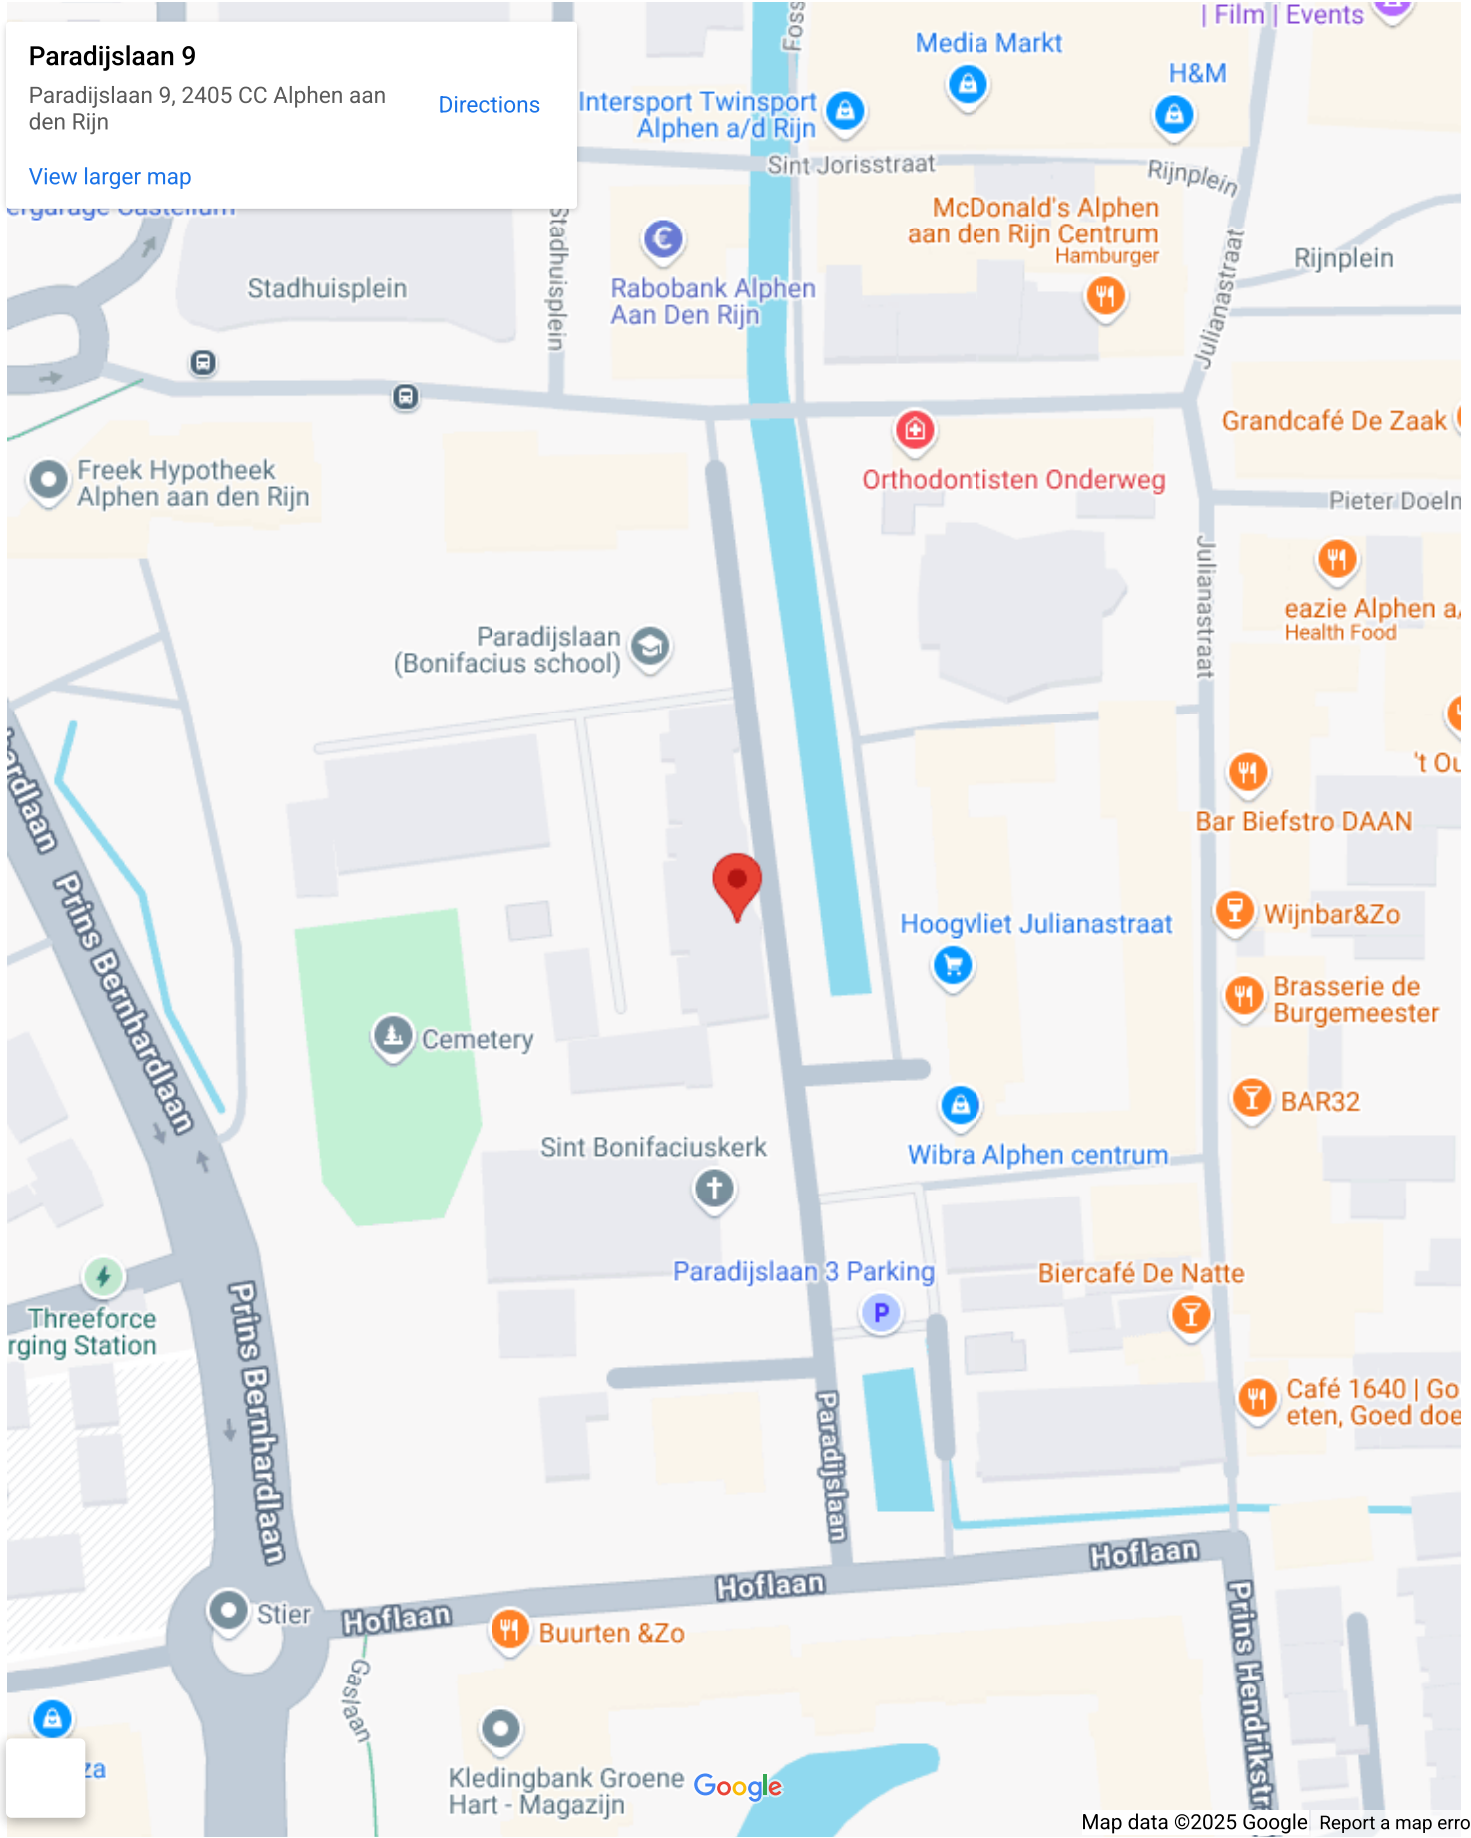 Paradijslaan 9
Paradijslaan 9, 2405 CC Alphen aan
den Rijn
Directions
View larger map
| Film | Events
Foss
Media Markt
H&M
Intersport Twinsport
Alphen a/d Rijn
Sint Jorisstraat
Rijnplein
McDonald's Alphen
aan den Rijn Centrum
Hamburger
ergarage Castellum
Stadhuisplein
Stadhuisplein
Rabobank Alphen
Aan Den Rijn
Julianastraat
Rijnplein
Grandcafé De Zaak
Orthodontisten Onderweg
Freek Hypotheek
Alphen aan den Rijn
Pieter Doeln
Julianastraat
eazie Alphen a/
Health Food
Paradijslaan
(Bonifacius school)
't Ou
Bar Biefstro DAAN
ardlaan
Prins Bernhardlaan
Hoogvliet Julianastraat
Wijnbar&Zo
Brasserie de
Burgemeester
Cemetery
BAR32
Sint Bonifaciuskerk
Wibra Alphen centrum
Paradijslaan 3 Parking
P
Biercafé De Natte
Threeforce
rging Station
Prins Bernhardlaan
Café 1640 | Go
eten, Goed doe
Paradijslaan
Hoflaan
Hoflaan
Hoflaan
Stier
Buurten &Zo
Gaslaan
Prins Hendrikstr
Kledingbank Groene
Hart - Magazijn
Google
za
Map data ©2025 Google
Report a map erro